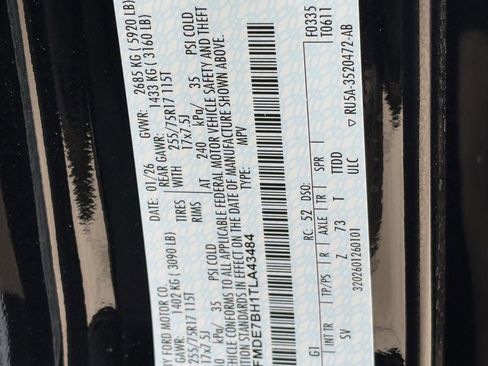 BY FORD MOTOR CO.
DATE: 01/26 GVWR: 2685 KG ( 5920 LB)
GAWR: REAR GAWR: 1433 KG ( 3160 LB)
1402 KG ( 3090 LB)
255/75R17 115T TIRES WITH 255/75R17 115T
17x7.5J RIMS 17x7.5J
kPa/ 35 PSI COLD AT 240 kPa/ 35 PSI COLD
CONFORMS TO ALL APPLICABLE FEDERAL MOTOR VEHICLE SAFETY AND THEFT
STANDARDS IN EFFECT ON THE DATE OF MANUFACTURE SHOWN ABOVE.
FMDE7BH1TLA43484 TYPE: MPV
F0335
T0611
RC: 52 DSO:
G1 INT TR TP/PS R AXLE TR SPR
SV Z 73 T TTDD
3202601260101 ULC
RU5A-3520472-AB